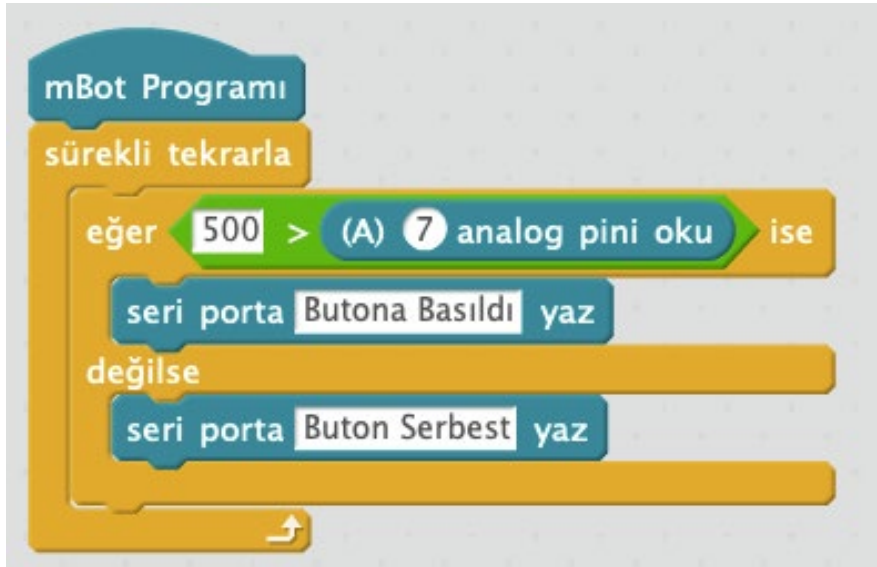 mBot Programı
sürekli tekrarla
eğer 500 > (A) 7 analog pini oku ise
seri porta Butona Basıldı yaz
değilse
seri porta Buton Serbest yaz